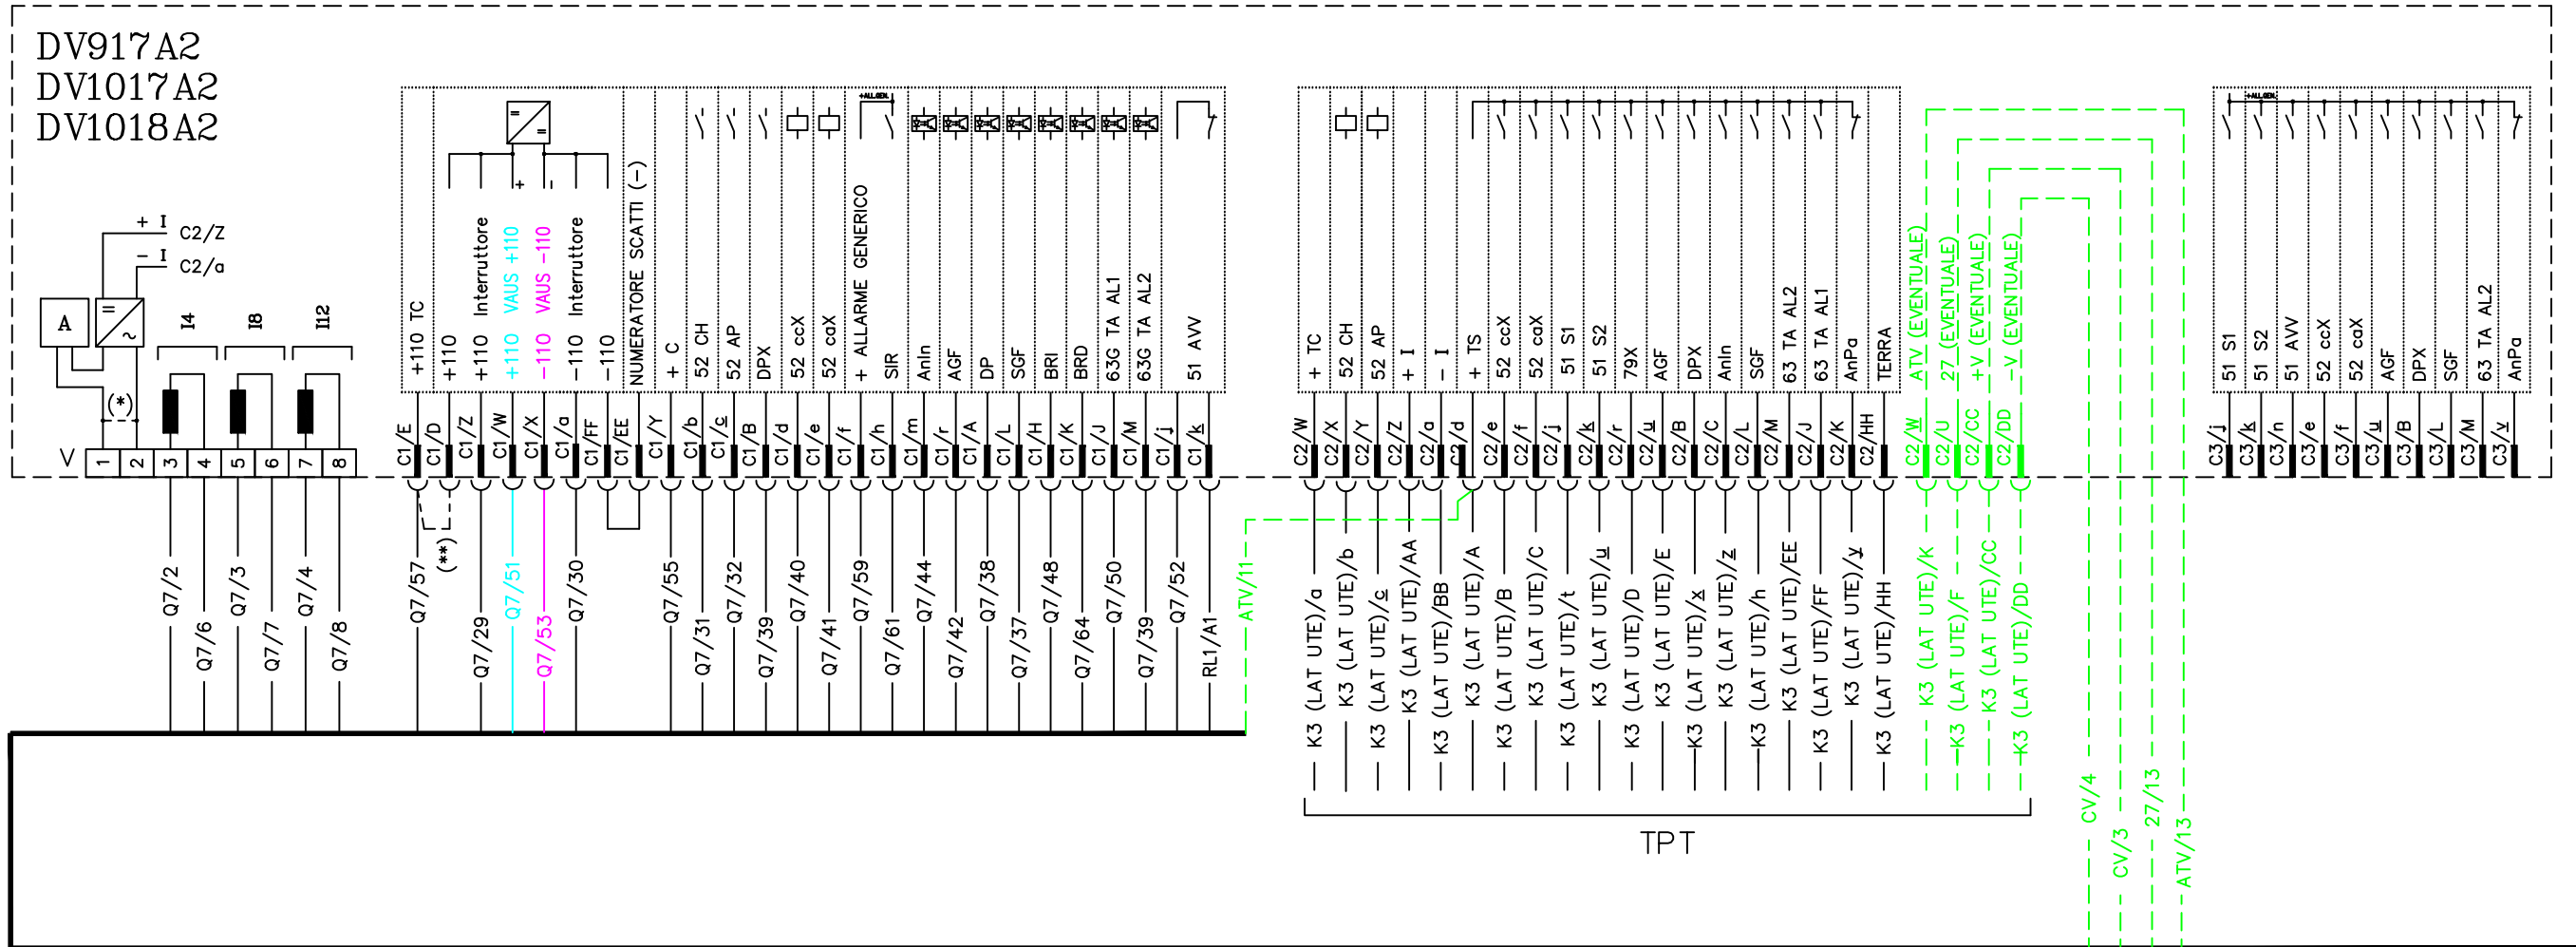 DV917A2
DV1017A2
DV1018A2
+ I C2/Z
- I C2/a
A
=
~
I4
I8
I12
(*)
V
1 2 3 4 5 6 7 8
Q7/2
Q7/6
Q7/3
Q7/7
Q7/4
Q7/8
+ALL.GEN.
=
=
+
-
+110 TC
+110
+110 Interruttore
+110 VAUS +110
-110 VAUS -110
-110 Interruttore
-110
NUMERATORE SCATTI (-)
+ C
52 CH
52 AP
DPX
52 ccX
52 caX
+ ALLARME GENERICO
SIR
AnIn
AGF
DP
SGF
BRI
BRD
63G TA AL1
63G TA AL2
51 AVV
C1/E
C1/D
C1/Z
C1/W
C1/X
C1/a
C1/FF
C1/EE
C1/Y
C1/b
C1/c
C1/B
C1/d
C1/e
C1/f
C1/h
C1/m
C1/r
C1/A
C1/L
C1/H
C1/K
C1/J
C1/M
C1/j
C1/k
(**)
Q7/57
Q7/29
Q7/51
Q7/53
Q7/30
Q7/55
Q7/31
Q7/32
Q7/39
Q7/40
Q7/41
Q7/59
Q7/61
Q7/44
Q7/42
Q7/38
Q7/37
Q7/48
Q7/64
Q7/50
Q7/39
Q7/52
RL1/A1
ATV/11
+ TC
52 CH
52 AP
+ I
- I
+ TS
52 ccX
52 caX
51 S1
51 S2
79X
AGF
DPX
AnIn
SGF
63 TA AL2
63 TA AL1
AnPa
TERRA
ATV (EVENTUALE)
27 (EVENTUALE)
+V (EVENTUALE)
-V (EVENTUALE)
C2/W
C2/X
C2/Y
C2/Z
C2/a
C2/d
C2/e
C2/f
C2/j
C2/k
C2/r
C2/u
C2/B
C2/C
C2/L
C2/M
C2/J
C2/K
C2/HH
C2/W
C2/U
C2/CC
C2/DD
K3 (LAT UTE)/a
K3 (LAT UTE)/b
K3 (LAT UTE)/c
K3 (LAT UTE)/AA
K3 (LAT UTE)/BB
K3 (LAT UTE)/A
K3 (LAT UTE)/B
K3 (LAT UTE)/C
K3 (LAT UTE)/t
K3 (LAT UTE)/u
K3 (LAT UTE)/D
K3 (LAT UTE)/E
K3 (LAT UTE)/x
K3 (LAT UTE)/z
K3 (LAT UTE)/h
K3 (LAT UTE)/EE
K3 (LAT UTE)/FF
K3 (LAT UTE)/y
K3 (LAT UTE)/HH
K3 (LAT UTE)/K
K3 (LAT UTE)/F
K3 (LAT UTE)/CC
K3 (LAT UTE)/DD
TPT
CV/4
CV/3
27/13
ATV/13
+ALL.GEN.
51 S1
51 S2
51 AVV
52 ccX
52 caX
AGF
DPX
SGF
63 TA AL2
AnPa
C3/j
C3/k
C3/n
C3/e
C3/f
C3/u
C3/B
C3/L
C3/M
C3/v